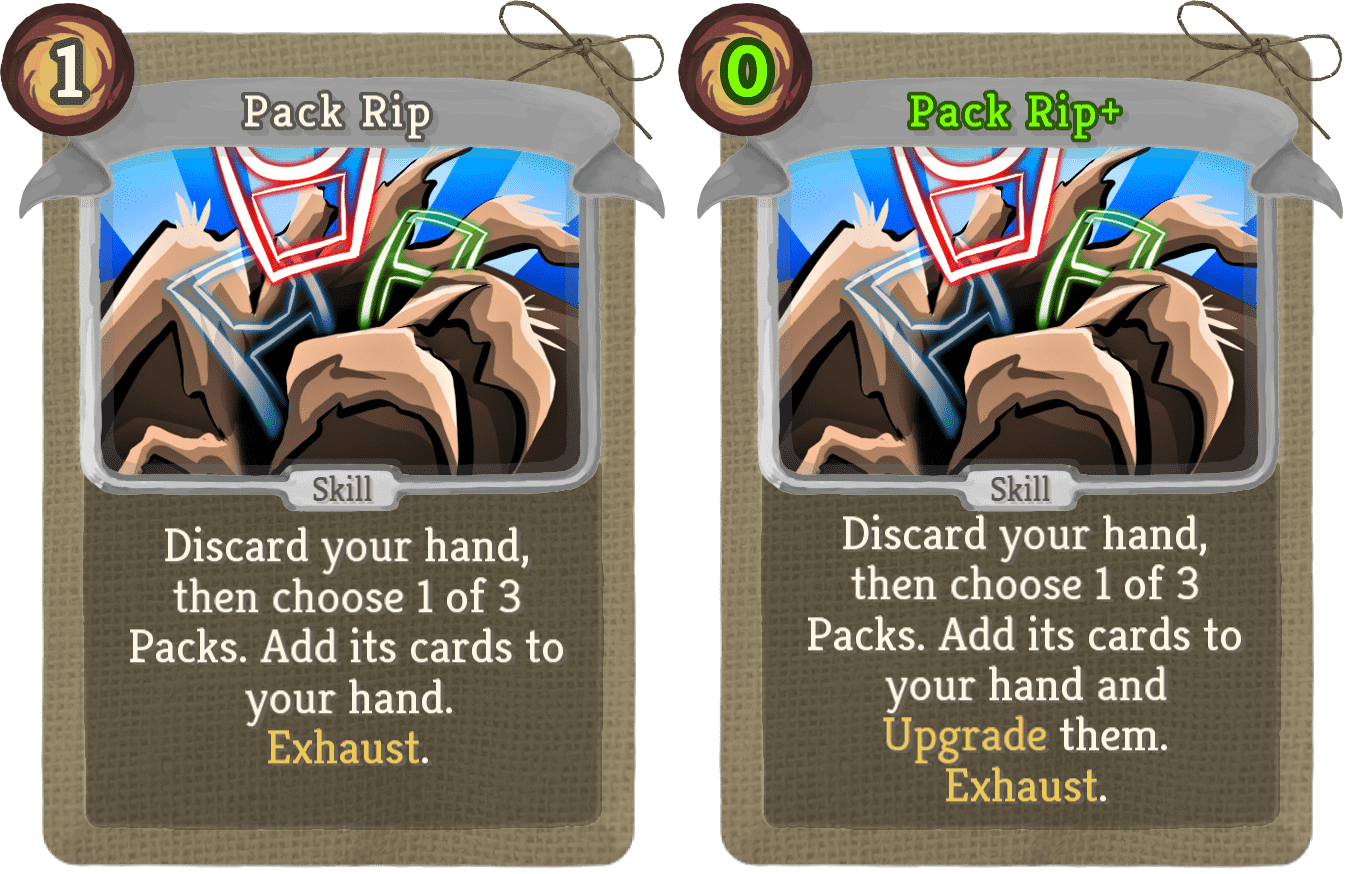 1
Pack Rip
Skill
Discard your hand,
then choose 1 of 3
Packs. Add its cards to
your hand.
Exhaust.
0
Pack Rip+
Skill
Discard your hand,
then choose 1 of 3
Packs. Add its cards to
your hand and
Upgrade them.
Exhaust.